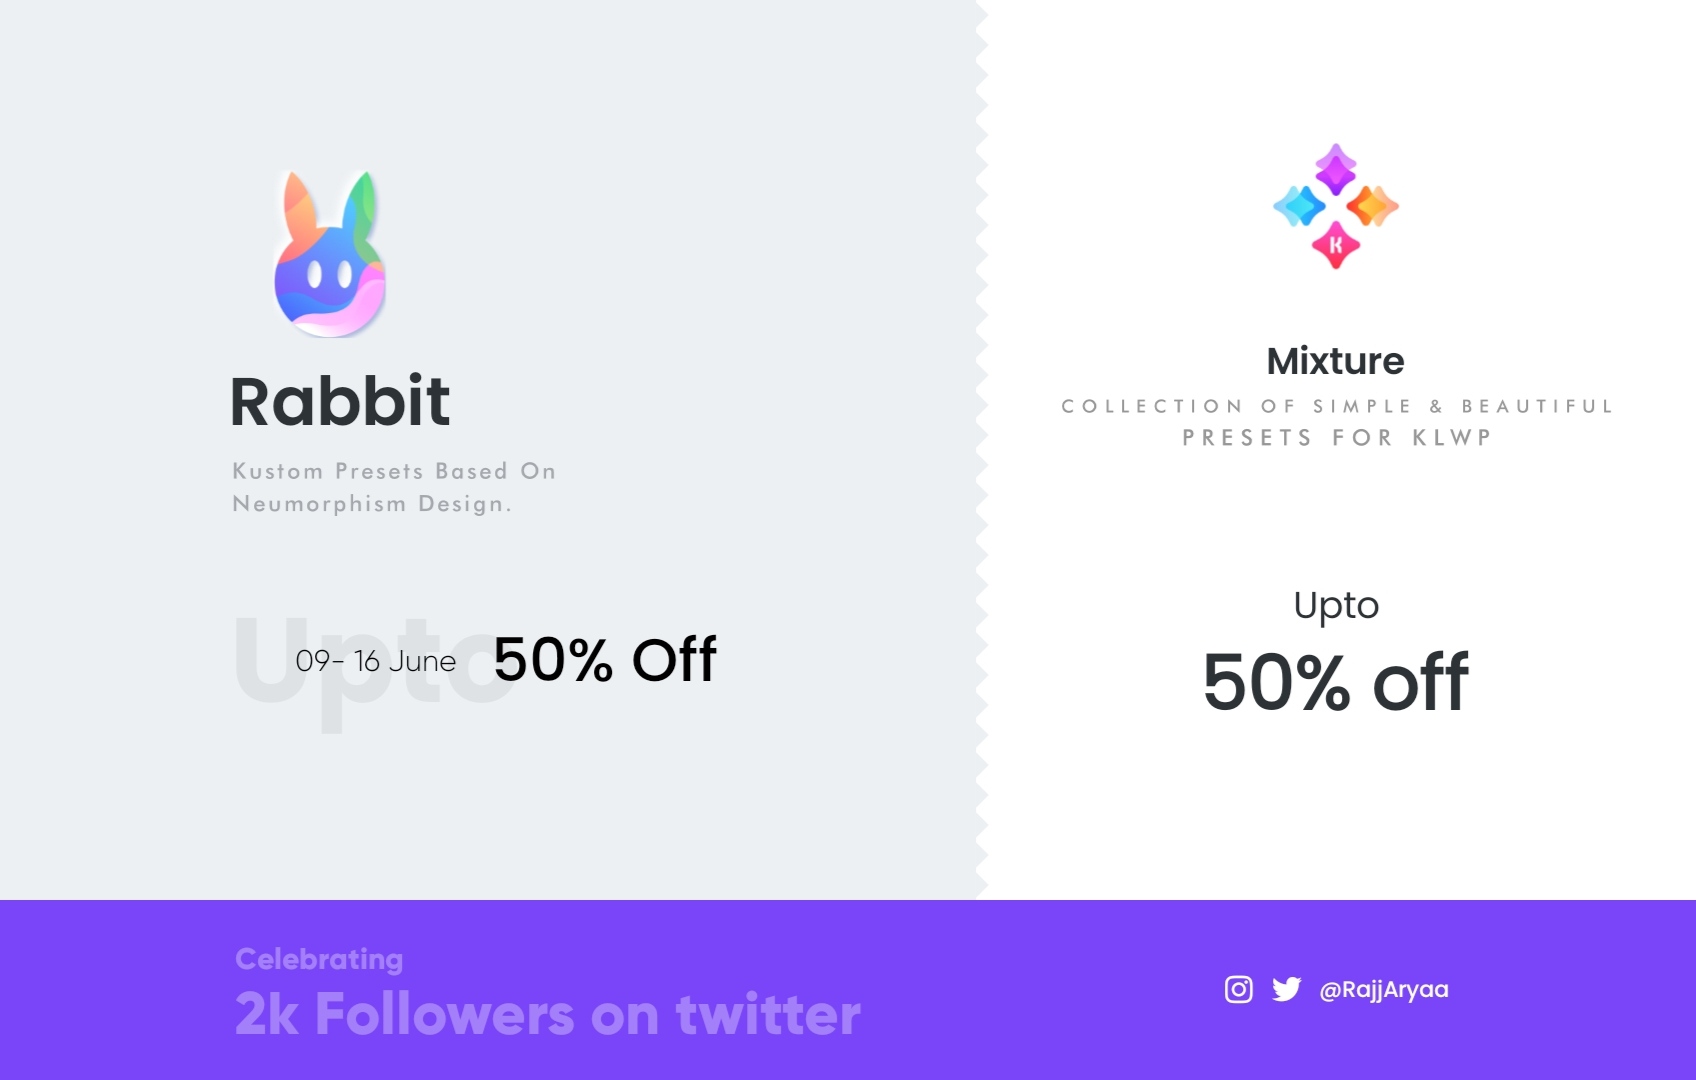 Rabbit
Kustom Presets Based On
Neumorphism Design.
Upto
09- 16 June 50% Off
K
Mixture
COLLECTION OF SIMPLE & BEAUTIFUL
PRESETS FOR KLWP
Upto
50% off
Celebrating
2k Followers on twitter
@RajjAryaa